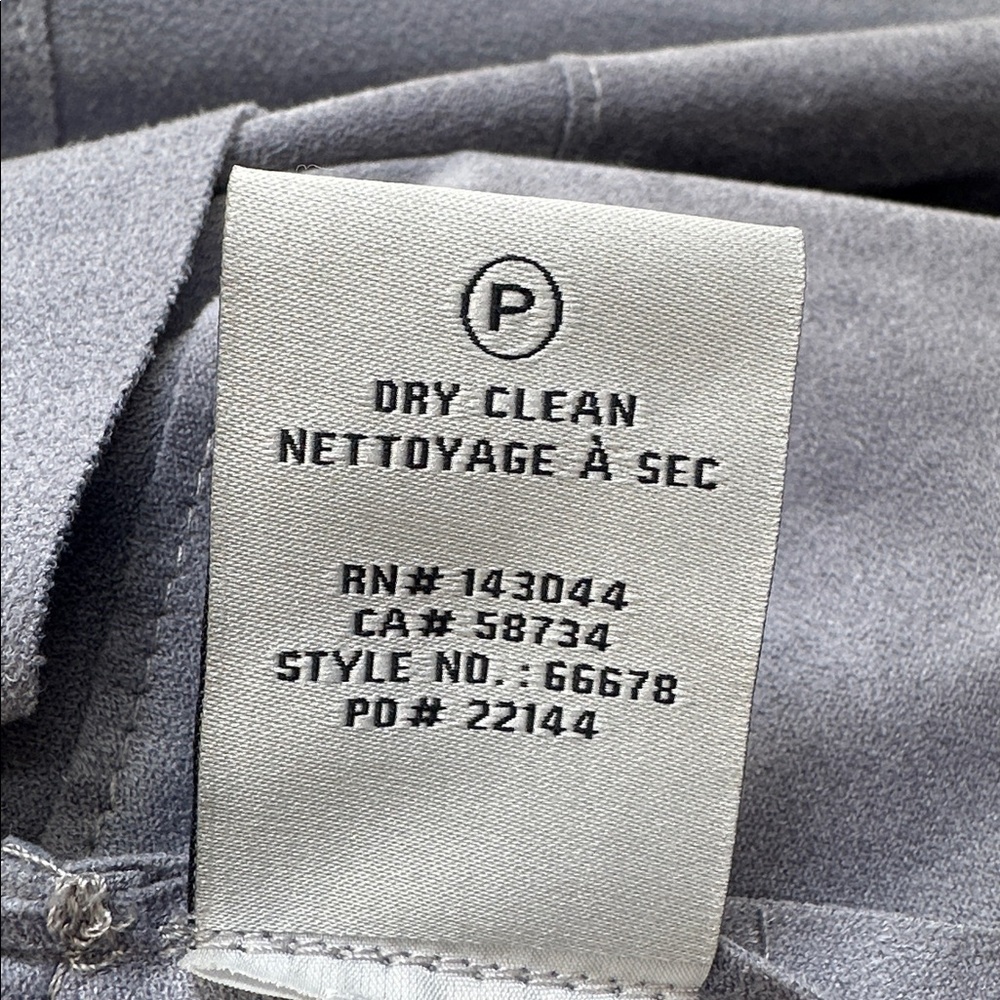 P
DRY CLEAN
NETTOYAGE À SEC
RN# 143044
CA# 58734
STYLE NO.: 66678
PO# 22144